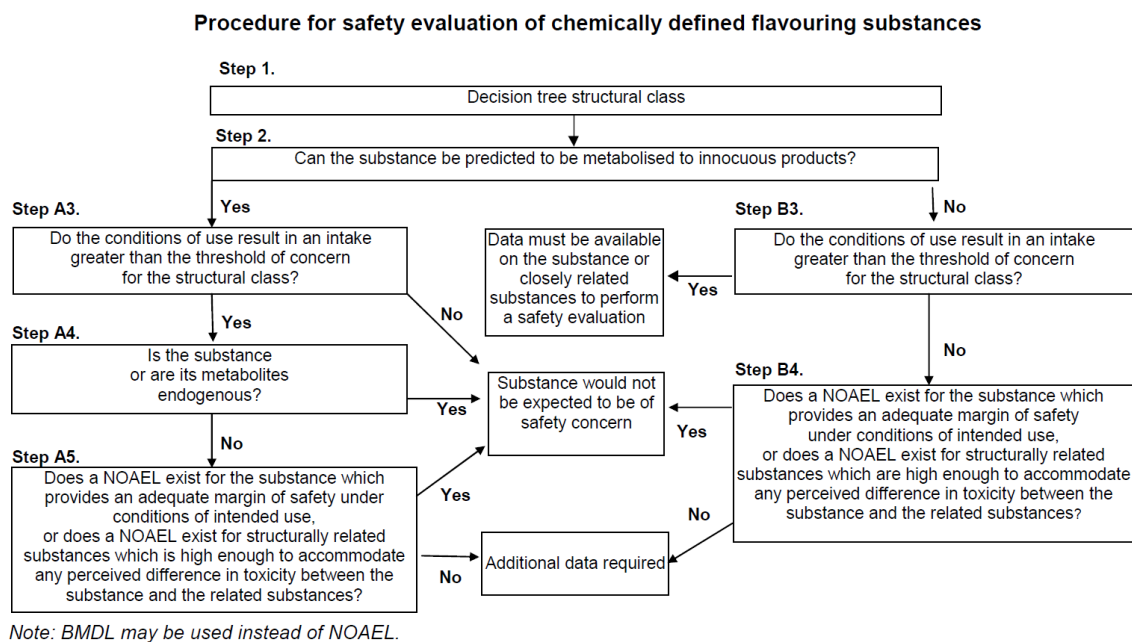 Procedure for safety evaluation of chemically defined flavouring substances
Step 1.
Decision tree structural class
Step 2.
Can the substance be predicted to be metabolised to innocuous products?
Step A3.
Yes
Do the conditions of use result in an intake
greater than the threshold of concern
for the structural class?
Step B3.
No
Do the conditions of use result in an intake
greater than the threshold of concern
for the structural class?
Data must be available
on the substance or
closely related
substances to perform
a safety evaluation
Yes
No
Yes
Step A4.
Is the substance
or are its metabolites
endogenous?
Yes
Substance would not
be expected to be of
safety concern
No
Step B4.
Does a NOAEL exist for the substance which
provides an adequate margin of safety
under conditions of intended use,
or does a NOAEL exist for structurally related
substances which are high enough to accommodate
any perceived difference in toxicity between the
substance and the related substances?
Yes
No
No
Step A5.
Does a NOAEL exist for the substance which
provides an adequate margin of safety under
conditions of intended use,
or does a NOAEL exist for structurally related
substances which is high enough to accommodate
any perceived difference in toxicity between the
substance and the related substances?
Yes
No
Additional data required
Note: BMDL may be used instead of NOAEL.